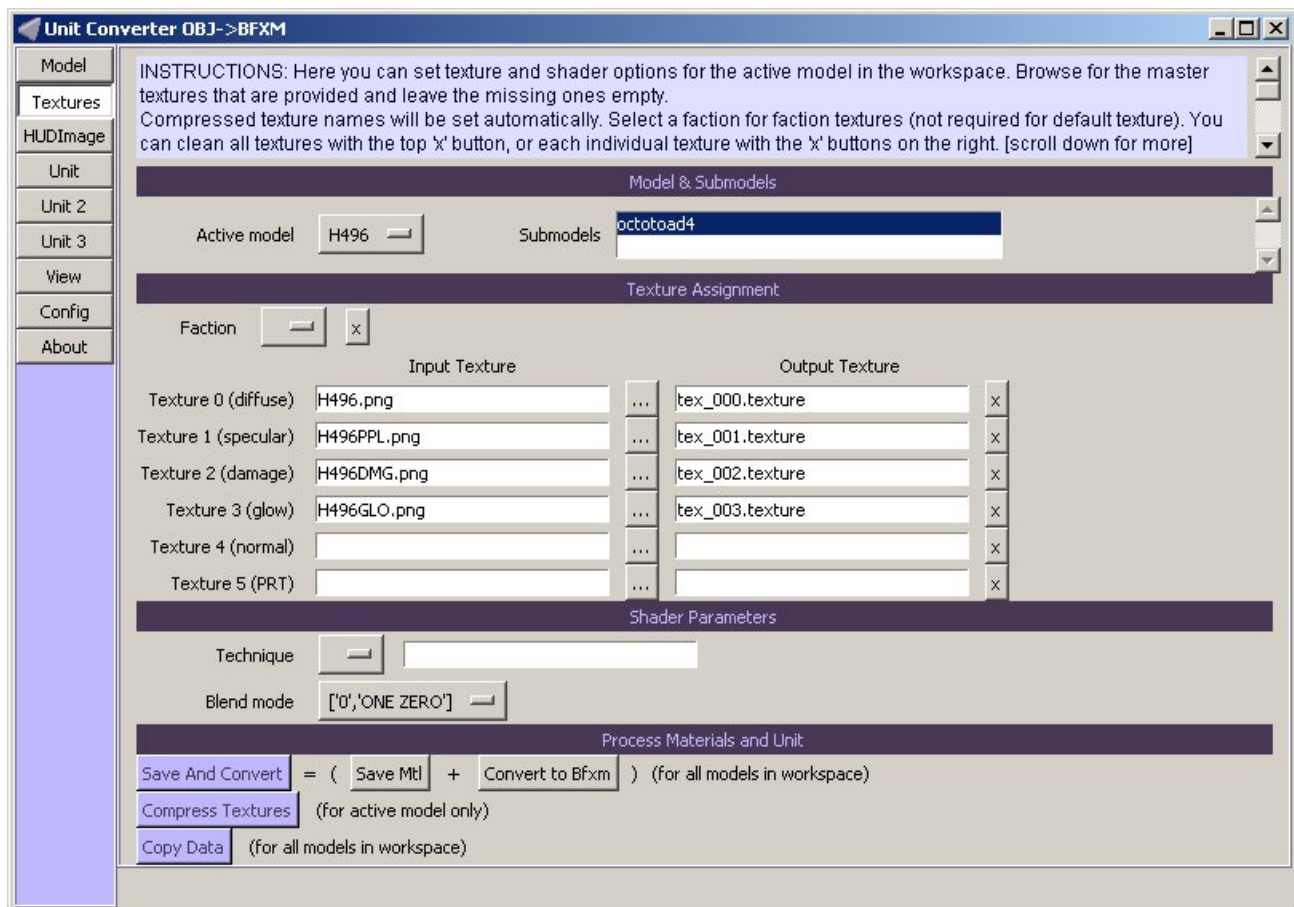 Unit Converter OBJ->BFXM
Model
Textures
HUDImage
Unit
Unit 2
Unit 3
View
Config
About
INSTRUCTIONS: Here you can set texture and shader options for the active model in the workspace. Browse for the master
textures that are provided and leave the missing ones empty.
Compressed texture names will be set automatically. Select a faction for faction textures (not required for default texture). You
can clean all textures with the top 'x' button, or each individual texture with the 'x' buttons on the right. [scroll down for more]
Model & Submodels
Active model H496 Submodels octotoad4
Texture Assignment
Faction x
Input Texture Output Texture
Texture 0 (diffuse) H496.png ... tex_000.texture x
Texture 1 (specular) H496PPL.png ... tex_001.texture x
Texture 2 (damage) H496DMG.png ... tex_002.texture x
Texture 3 (glow) H496GLO.png ... tex_003.texture x
Texture 4 (normal) ... x
Texture 5 (PRT) ... x
Shader Parameters
Technique
Blend mode ['0','ONE ZERO']
Process Materials and Unit
Save And Convert = ( Save Mtl + Convert to Bfxm ) (for all models in workspace)
Compress Textures (for active model only)
Copy Data (for all models in workspace)